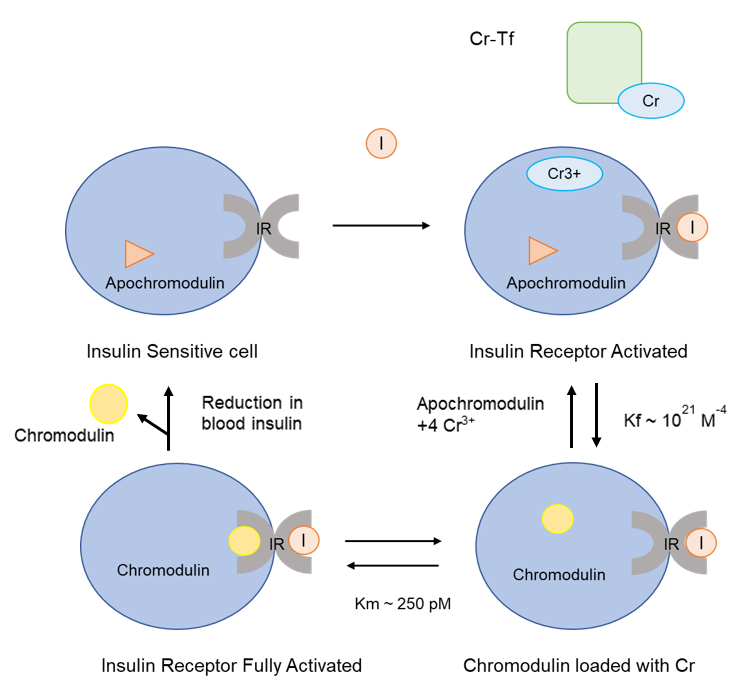 Cr-Tf
Cr
I
Cr3+
IR
IR
I
Apochromodulin
Apochromodulin
Insulin Sensitive cell
Insulin Receptor Activated
Reduction in
blood insulin
Chromodulin
Apochromodulin
+4 Cr³⁺
Kf ~ 10²¹ M⁻⁴
IR
I
IR
I
Chromodulin
Chromodulin
Km ~ 250 pM
Insulin Receptor Fully Activated
Chromodulin loaded with Cr